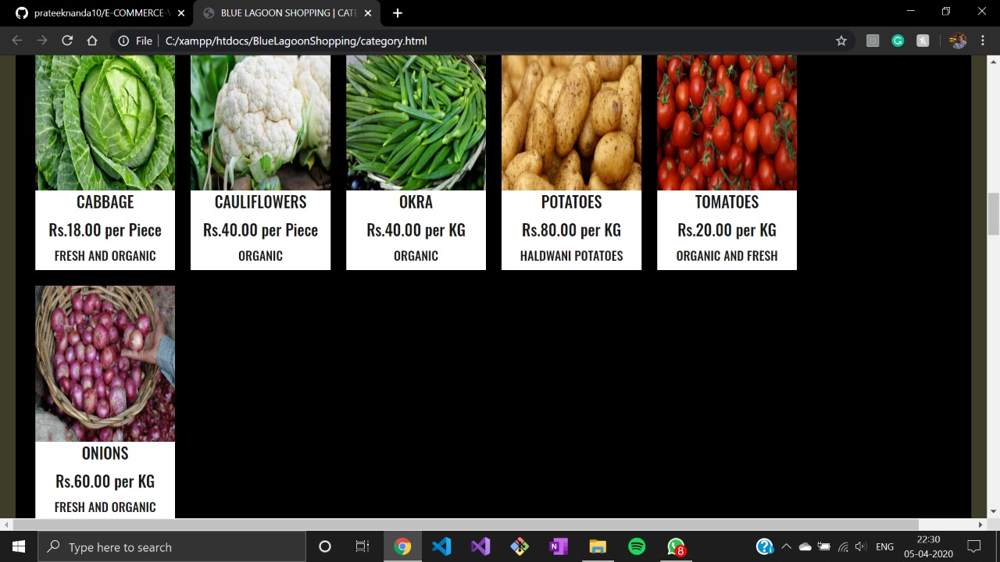 prateeknanda10/E-COMMERCE-
BLUE LAGOON SHOPPING | CATE
File
C:/xampp/htdocs/BlueLagoonShopping/category.html
CABBAGE
Rs.18.00 per Piece
FRESH AND ORGANIC
CAULIFLOWERS
Rs.40.00 per Piece
ORGANIC
OKRA
Rs.40.00 per KG
ORGANIC
POTATOES
Rs.80.00 per KG
HALDWANI POTATOES
TOMATOES
Rs.20.00 per KG
ORGANIC AND FRESH
ONIONS
Rs.60.00 per KG
FRESH AND ORGANIC
Type here to search
8
ENG
22:30
05-04-2020